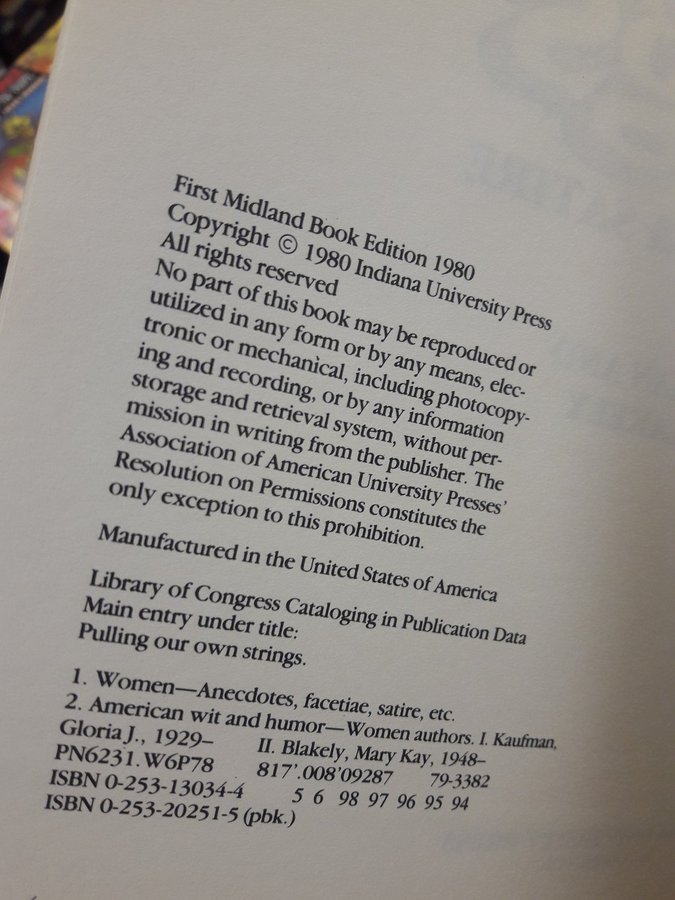 First Midland Book Edition 1980
Copyright © 1980 Indiana University Press
All rights reserved
No part of this book may be reproduced or
utilized in any form or by any means, elec-
tronic or mechanical, including photocopy-
ing and recording, or by any information
storage and retrieval system, without per-
mission in writing from the publisher. The
Association of American University Presses'
Resolution on Permissions constitutes the
only exception to this prohibition.
Manufactured in the United States of America
Library of Congress Cataloging in Publication Data
Main entry under title:
Pulling our own strings.
1. Women—Anecdotes, facetiae, satire, etc.
2. American wit and humor—Women authors. I. Kaufman,
Gloria J., 1929– II. Blakely, Mary Kay, 1948–
PN6231.W6P78 817'.008'09287 79-3382
ISBN 0-253-13034-4 5 6 98 97 96 95 94
ISBN 0-253-20251-5 (pbk.)